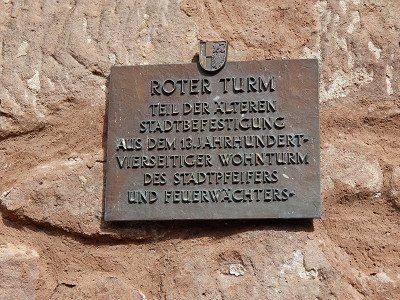 ROTER TURM
TEIL DER ÄLTEREN
STADTBEFESTIGUNG
AUS DEM 13. JAHRHUNDERT-
VIERSEITIGER WOHNTURM
DES STADTPFEIFERS
UND FEUERWÄCHTERS-